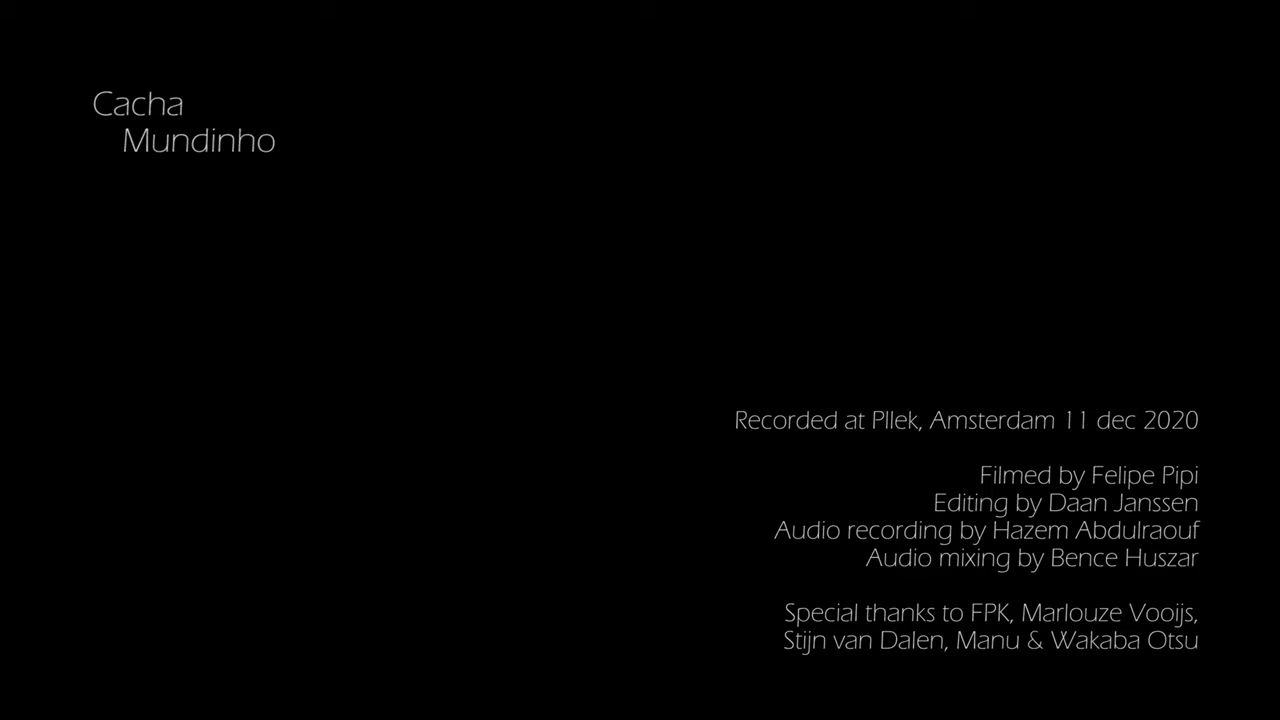 Cacha
Mundinho
Recorded at Pllek, Amsterdam 11 dec 2020
Filmed by Felipe Pipi
Editing by Daan Janssen
Audio recording by Hazem Abdulraouf
Audio mixing by Bence Huszar
Special thanks to FPK, Marlouze Vooijs,
Stijn van Dalen, Manu & Wakaba Otsu